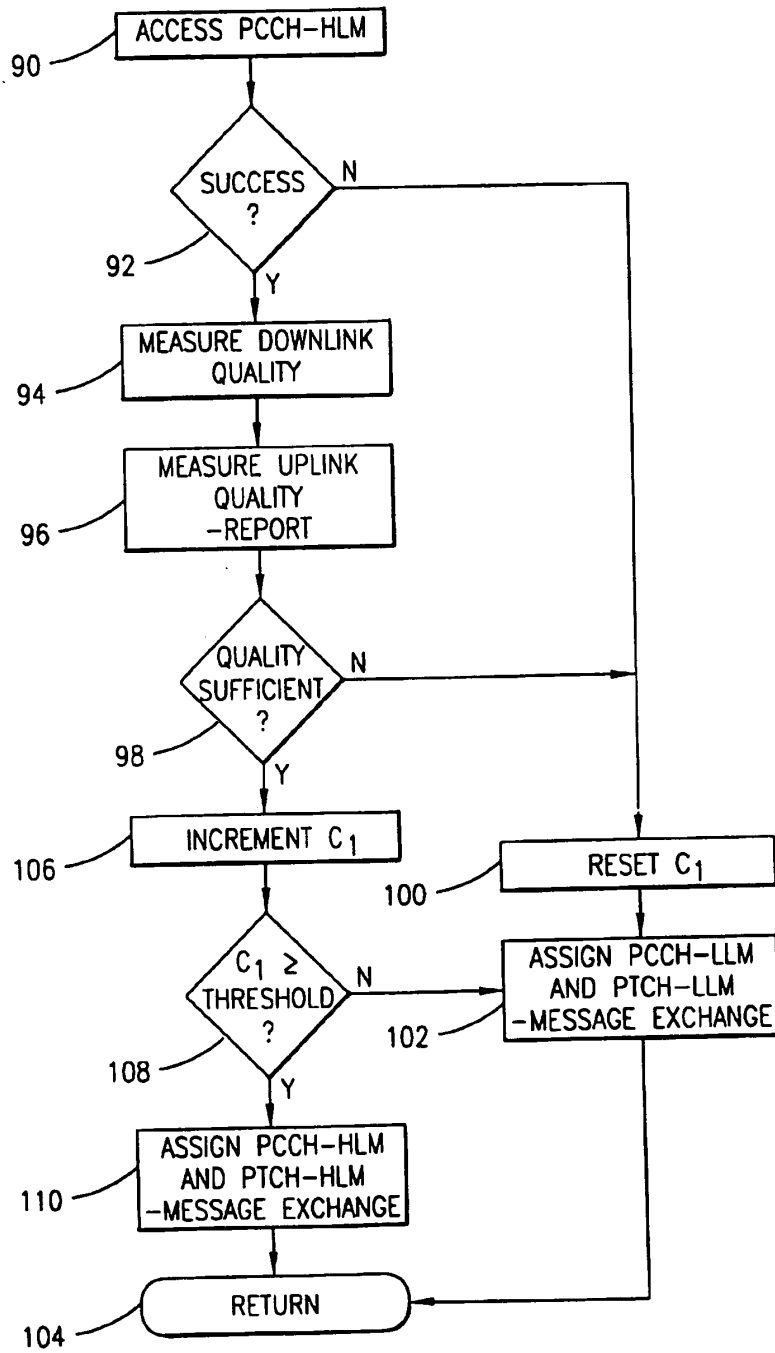 ACCESS PCCH-HLM
90
SUCCESS
?
N
92
Y
MEASURE DOWNLINK
QUALITY
94
MEASURE UPLINK
QUALITY
-REPORT
96
QUALITY
SUFFICIENT
?
N
98
Y
INCREMENT C1
106
RESET C1
100
C1 ≥
THRESHOLD
?
N
108
Y
ASSIGN PCCH-LLM
AND PTCH-LLM
-MESSAGE EXCHANGE
102
ASSIGN PCCH-HLM
AND PTCH-HLM
-MESSAGE EXCHANGE
110
RETURN
104